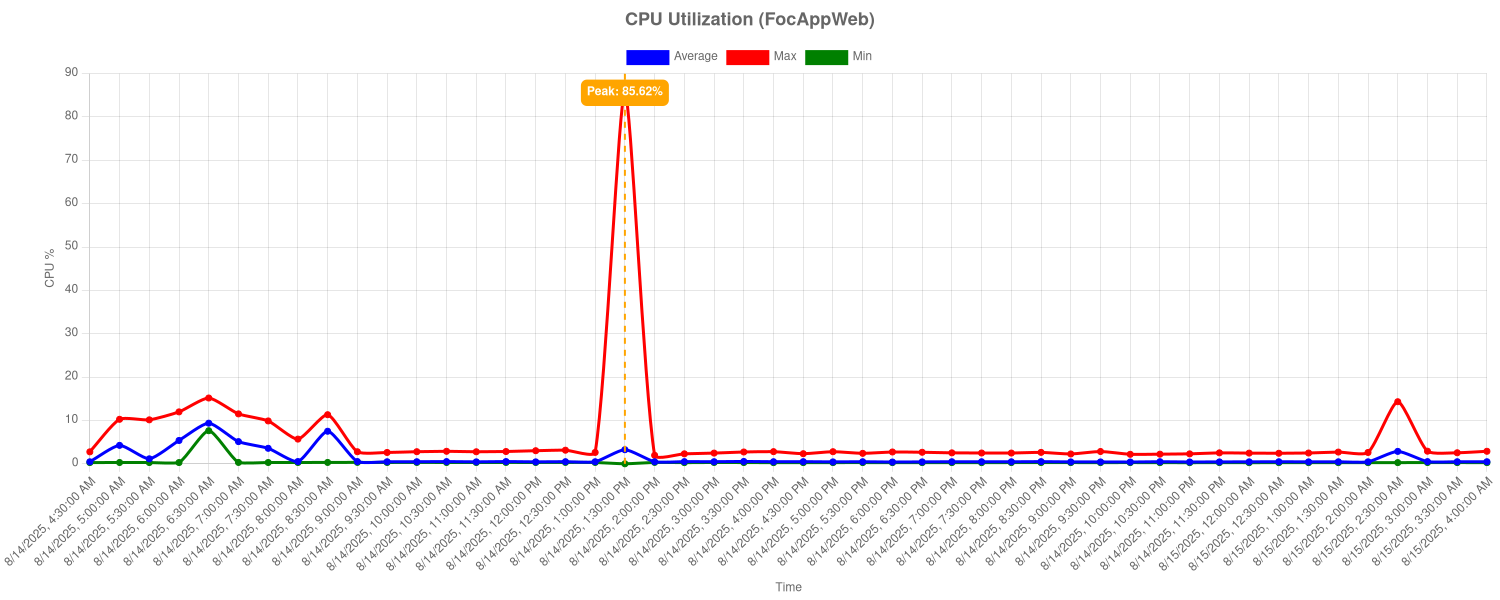 CPU Utilization (FocAppWeb)
Average Max Min
Peak: 85.62%
90
80
70
60
50
40
30
20
10
0
CPU %
8/14/2025, 4:30:00 AM
8/14/2025, 5:00:00 AM
8/14/2025, 5:30:00 AM
8/14/2025, 6:00:00 AM
8/14/2025, 6:30:00 AM
8/14/2025, 7:00:00 AM
8/14/2025, 7:30:00 AM
8/14/2025, 8:00:00 AM
8/14/2025, 8:30:00 AM
8/14/2025, 9:00:00 AM
8/14/2025, 9:30:00 AM
8/14/2025, 10:00:00 AM
8/14/2025, 10:30:00 AM
8/14/2025, 11:00:00 AM
8/14/2025, 11:30:00 AM
8/14/2025, 12:00:00 PM
8/14/2025, 12:30:00 PM
8/14/2025, 1:00:00 PM
8/14/2025, 1:30:00 PM
8/14/2025, 2:00:00 PM
8/14/2025, 2:30:00 PM
8/14/2025, 3:00:00 PM
8/14/2025, 3:30:00 PM
8/14/2025, 4:00:00 PM
8/14/2025, 4:30:00 PM
8/14/2025, 5:00:00 PM
8/14/2025, 5:30:00 PM
8/14/2025, 6:00:00 PM
8/14/2025, 6:30:00 PM
8/14/2025, 7:00:00 PM
8/14/2025, 7:30:00 PM
8/14/2025, 8:00:00 PM
8/14/2025, 8:30:00 PM
8/14/2025, 9:00:00 PM
8/14/2025, 9:30:00 PM
8/14/2025, 10:00:00 PM
8/14/2025, 10:30:00 PM
8/14/2025, 11:00:00 PM
8/14/2025, 11:30:00 PM
8/15/2025, 12:00:00 AM
8/15/2025, 12:30:00 AM
8/15/2025, 1:00:00 AM
8/15/2025, 1:30:00 AM
8/15/2025, 2:00:00 AM
8/15/2025, 2:30:00 AM
8/15/2025, 3:00:00 AM
8/15/2025, 3:30:00 AM
8/15/2025, 4:00:00 AM
Time